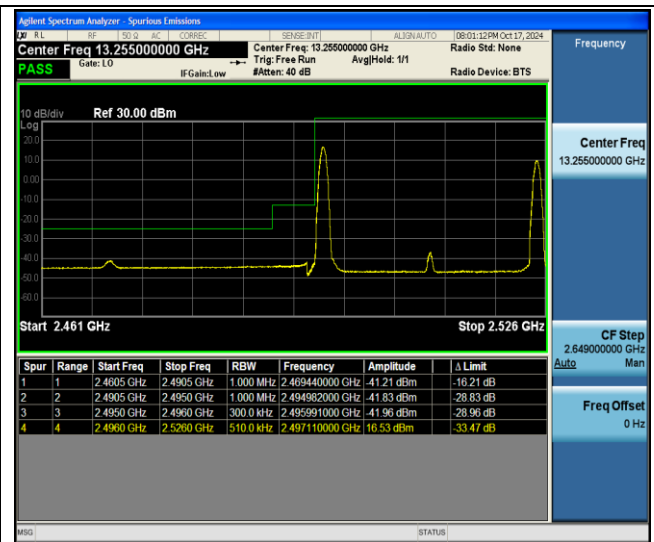 Agilent Spectrum Analyzer - Spurious Emissions
RL RF 50 Ω AC CORREC SENSE:INT ALIGN AUTO 08:01:12PM Oct 17, 2024
Center Freq 13.255000000 GHz
Center Freq: 13.255000000 GHz
Radio Std: None
PASS
Gate: LO
IFGain:Low
Trig: Free Run
Avg|Hold: 1/1
#Atten: 40 dB
Radio Device: BTS
10 dB/div Ref 30.00 dBm
Log
20.0
10.0
0.00
-10.0
-20.0
-30.0
-40.0
-50.0
-60.0
Start 2.461 GHz Stop 2.526 GHz
Spur Range Start Freq Stop Freq RBW Frequency Amplitude Δ Limit
1 1 2.4605 GHz 2.4905 GHz 1.000 MHz 2.469440000 GHz -41.21 dBm -16.21 dB
2 2 2.4905 GHz 2.4950 GHz 1.000 MHz 2.494982000 GHz -41.83 dBm -28.83 dB
3 3 2.4950 GHz 2.4960 GHz 300.0 kHz 2.495991000 GHz -41.96 dBm -28.96 dB
4 4 2.4960 GHz 2.5260 GHz 510.0 kHz 2.497110000 GHz 16.53 dBm -33.47 dB
Frequency
Center Freq
13.255000000 GHz
CF Step
2.649000000 GHz
Auto Man
Freq Offset
0 Hz
MSG STATUS